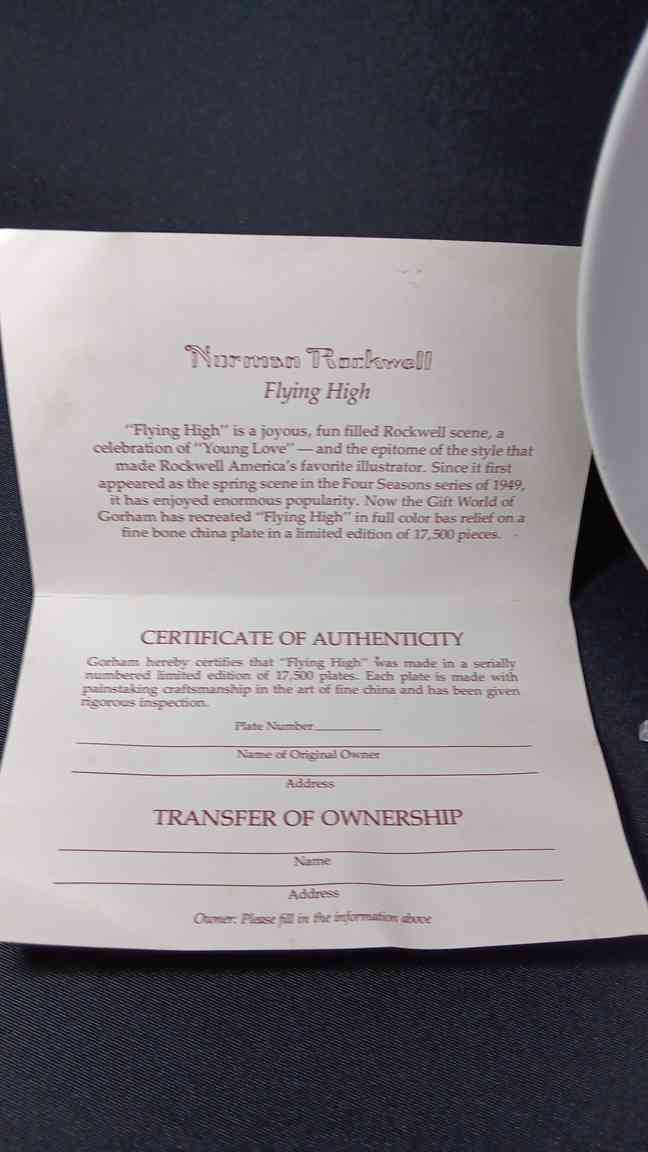 Norman Rockwell
Flying High
"Flying High" is a joyous, fun filled Rockwell scene, a
celebration of "Young Love" — and the epitome of the style that
made Rockwell America's favorite illustrator. Since it first
appeared as the spring scene in the Four Seasons series of 1949,
it has enjoyed enormous popularity. Now the Gift World of
Gorham has recreated "Flying High" in full color bas relief on a
fine bone china plate in a limited edition of 17,500 pieces.
CERTIFICATE OF AUTHENTICITY
Gorham hereby certifies that "Flying High" was made in a serially
numbered limited edition of 17,500 plates. Each plate is made with
painstaking craftsmanship in the art of fine china and has been given
rigorous inspection.
Plate Number
Name of Original Owner
Address
TRANSFER OF OWNERSHIP
Name
Address
Owner: Please fill in the information above